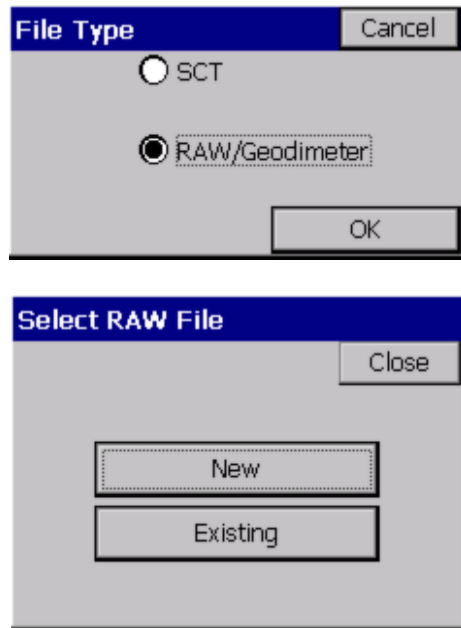 File Type Cancel
SCT
RAW/Geodimeter
OK
Select RAW File
Close
New
Existing